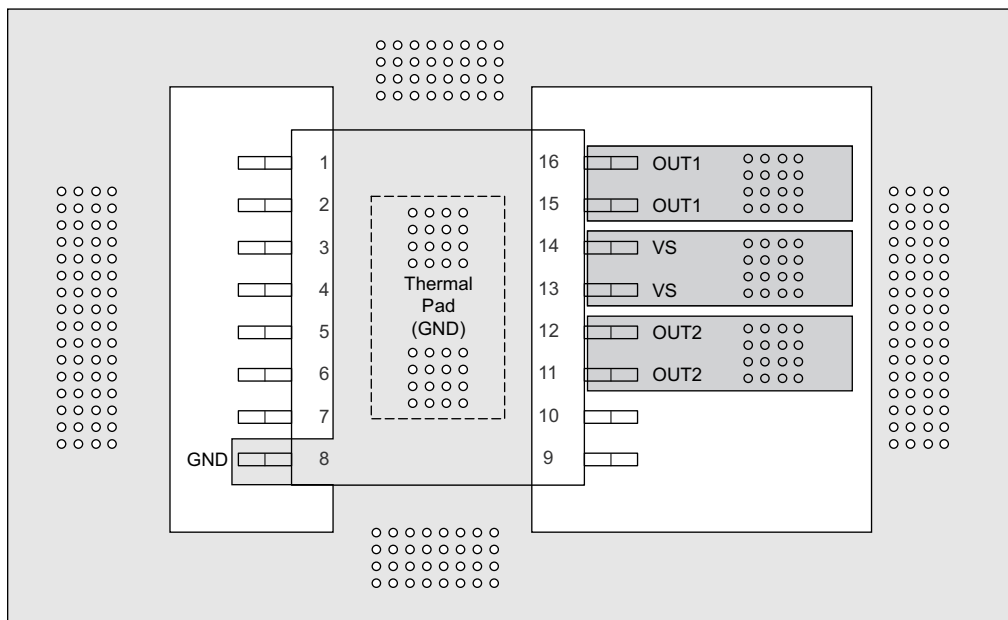 1
2
3
4
5
6
7
GND 8
Thermal
Pad
(GND)
16 OUT1
15 OUT1
14 VS
13 VS
12 OUT2
11 OUT2
10
9